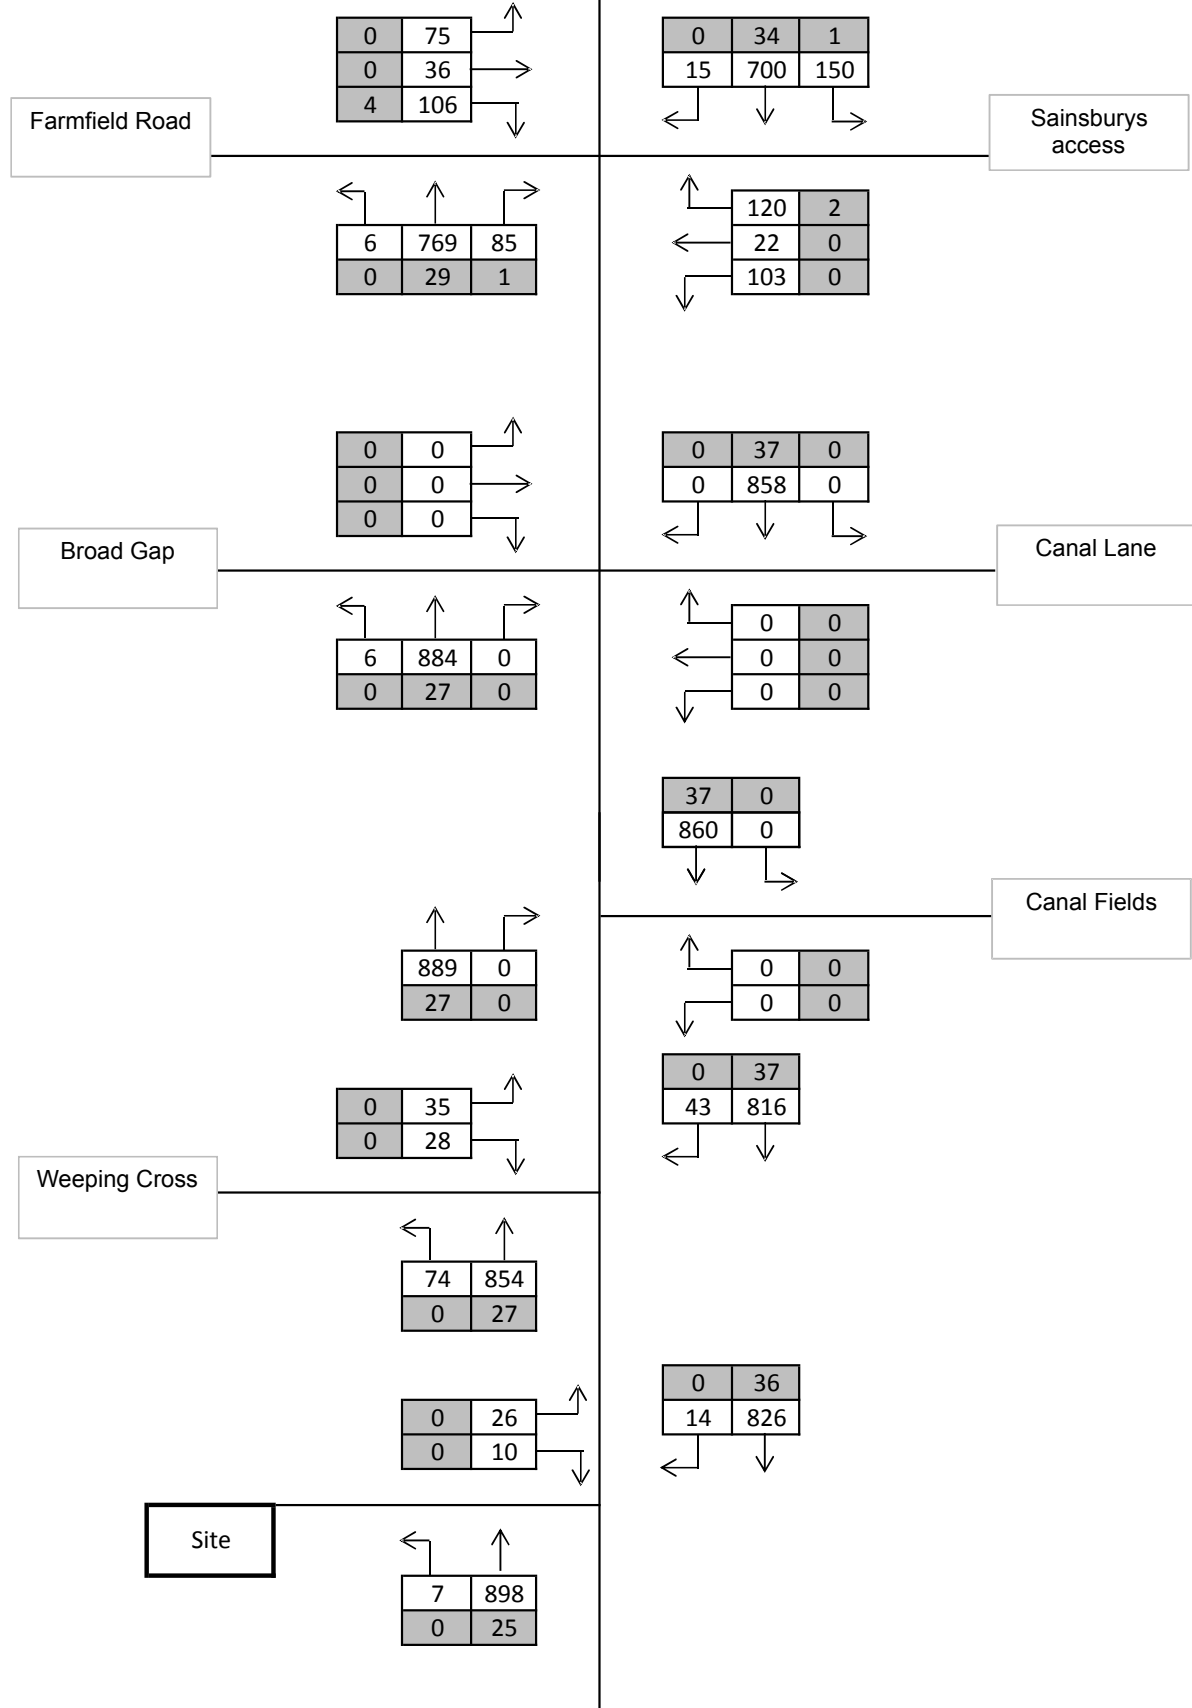 0 75
0 36
4 106
0 34 1
15 700 150
Farmfield Road
Sainsburys
access
6 769 85
0 29 1
120 2
22 0
103 0
0 0
0 0
0 0
0 37 0
0 858 0
Broad Gap
Canal Lane
6 884 0
0 27 0
0 0
0 0
0 0
37 0
860 0
Canal Fields
889 0
27 0
0 0
0 0
0 37
43 816
0 35
0 28
Weeping Cross
74 854
0 27
0 36
14 826
0 26
0 10
Site
7 898
0 25